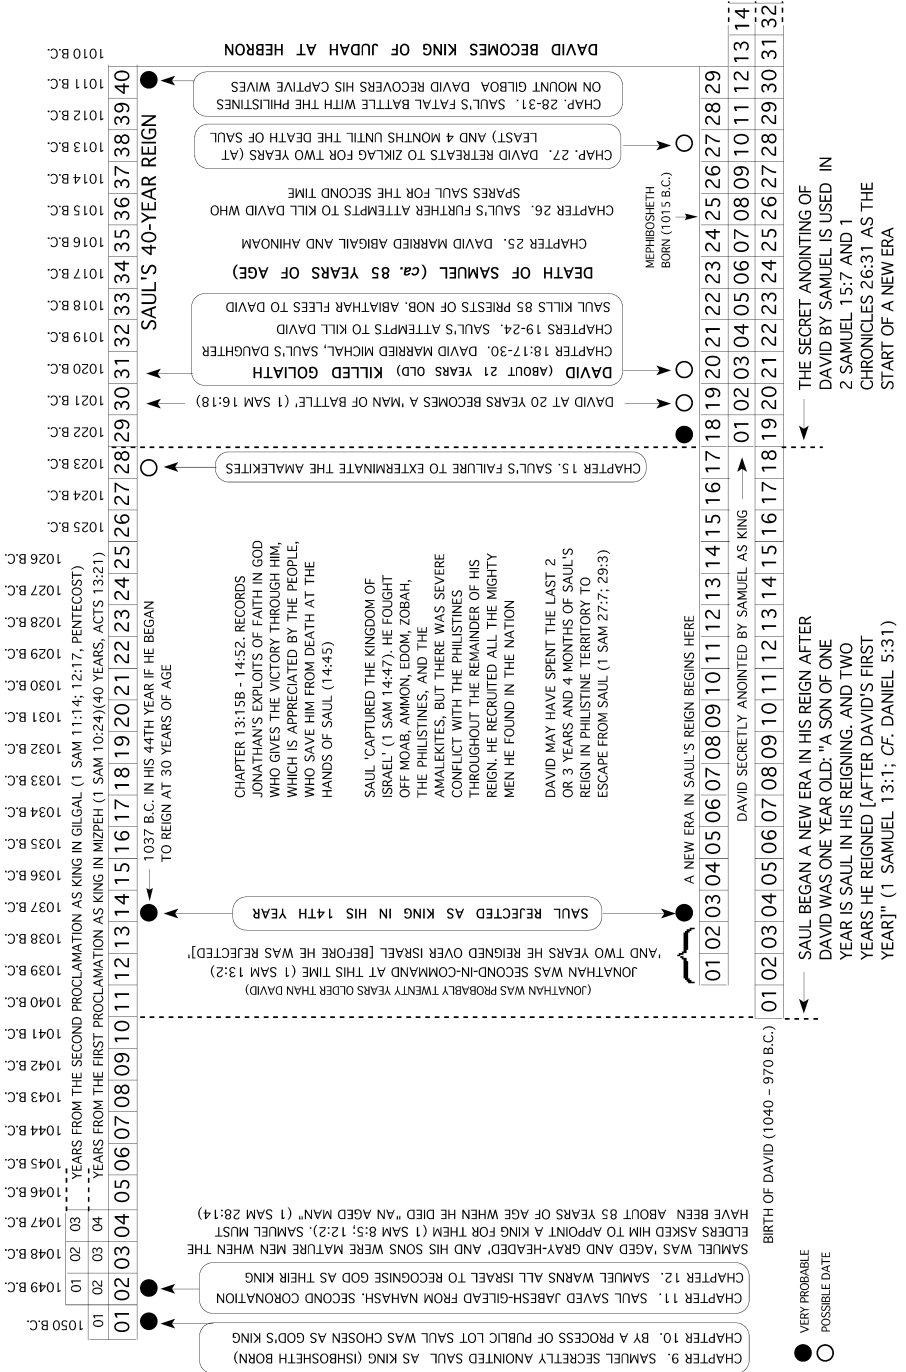 1010 B.C.
1011 B.C.
1012 B.C.
1013 B.C.
1014 B.C.
1015 B.C.
1016 B.C.
1017 B.C.
1018 B.C.
1019 B.C.
1020 B.C.
1021 B.C.
1022 B.C.
1023 B.C.
1024 B.C.
1025 B.C.
1026 B.C.
1027 B.C.
1028 B.C.
1029 B.C.
1030 B.C.
1031 B.C.
1032 B.C.
1033 B.C.
1034 B.C.
1035 B.C.
1036 B.C.
1037 B.C.
1038 B.C.
1039 B.C.
1040 B.C.
1041 B.C.
1042 B.C.
1043 B.C.
1044 B.C.
1045 B.C.
1046 B.C.
1047 B.C.
1048 B.C.
1049 B.C.
1050 B.C.
01 02 03 YEARS FROM THE SECOND PROCLAMATION AS KING IN GILGAL (1 SAM 11:14; 12:17, PENTECOST)
01 02 03 04 YEARS FROM THE FIRST PROCLAMATION AS KING IN MIZPEH (1 SAM 10:24)(40 YEARS, ACTS 13:21)
01 02 03 04 05 06 07 08 09 10 11 12 13 14 15 16 17 18 19 20 21 22 23 24 25 26 27 28 29 30 31 32 33 34 35 36 37 38 39 40
SAUL'S 40-YEAR REIGN
1037 B.C. IN HIS 44TH YEAR IF HE BEGAN
TO REIGN AT 30 YEARS OF AGE
CHAPTER 9. SAMUEL SECRETLY ANOINTED SAUL AS KING (ISHBOSHETH BORN)
CHAPTER 10. BY A PROCESS OF PUBLIC LOT SAUL WAS CHOSEN AS GOD'S KING
CHAPTER 11. SAUL SAVED JABESH-GILEAD FROM NAHASH. SECOND CORONATION
CHAPTER 12. SAMUEL WARNS ALL ISRAEL TO RECOGNISE GOD AS THEIR KING
SAMUEL WAS 'AGED AND GRAY-HEADED' AND HIS SONS WERE MATURE MEN WHEN THE
ELDERS ASKED HIM TO APPOINT A KING FOR THEM (1 SAM 8:5; 12:2). SAMUEL MUST
HAVE BEEN ABOUT 85 YEARS OF AGE WHEN HE DIED "AN AGED MAN" (1 SAM 28:14)
(JONATHAN WAS PROBABLY TWENTY YEARS OLDER THAN DAVID)
JONATHAN WAS SECOND-IN-COMMAND AT THIS TIME (1 SAM 13:2)
'AND TWO YEARS HE REIGNED OVER ISRAEL [BEFORE HE WAS REJECTED]'
SAUL REJECTED AS KING IN HIS 14TH YEAR
CHAPTER 13:15B - 14:52. RECORDS
JONATHAN'S EXPLOITS OF FAITH IN GOD
WHO GIVES THE VICTORY THROUGH HIM,
WHICH IS APPRECIATED BY THE PEOPLE,
WHO SAVE HIM FROM DEATH AT THE
HANDS OF SAUL (14:45)
SAUL 'CAPTURED THE KINGDOM OF
ISRAEL' (1 SAM 14:47). HE FOUGHT
OFF MOAB, AMMON, EDOM, ZOBAH,
THE PHILISTINES, AND THE
AMALEKITES, BUT THERE WAS SEVERE
CONFLICT WITH THE PHILISTINES
THROUGHOUT THE REMAINDER OF HIS
REIGN. HE RECRUITED ALL THE MIGHTY
MEN HE FOUND IN THE NATION
DAVID MAY HAVE SPENT THE LAST 2
OR 3 YEARS AND 4 MONTHS OF SAUL'S
REIGN IN PHILISTINE TERRITORY TO
ESCAPE FROM SAUL (1 SAM 27:7; 29:3)
CHAPTER 15. SAUL'S FAILURE TO EXTERMINATE THE AMALEKITES
DAVID AT 20 YEARS BECOMES A 'MAN OF BATTLE' (1 SAM 16:18)
DAVID (ABOUT 21 YEARS OLD) KILLED GOLIATH
CHAPTER 18:17-30. DAVID MARRIED MICHAL, SAUL'S DAUGHTER
CHAPTERS 19-24. SAUL'S ATTEMPTS TO KILL DAVID
SAUL KILLS 85 PRIESTS OF NOB. ABIATHAR FLEES TO DAVID
DEATH OF SAMUEL (ca. 85 YEARS OF AGE)
CHAPTER 25. DAVID MARRIED ABIGAIL AND AHINOAM
CHAPTER 26. SAUL'S FURTHER ATTEMPTS TO KILL DAVID WHO
SPARES SAUL FOR THE SECOND TIME
CHAP. 27. DAVID RETREATS TO ZIKLAG FOR TWO YEARS (AT
LEAST) AND 4 MONTHS UNTIL THE DEATH OF SAUL
CHAP. 28-31. SAUL'S FATAL BATTLE WITH THE PHILISTINES
ON MOUNT GILBOA DAVID RECOVERS HIS CAPTIVE WIVES
DAVID BECOMES KING OF JUDAH AT HEBRON
MEPHIBOSHETH
BORN (1015 B.C.)
A NEW ERA IN SAUL'S REIGN BEGINS HERE
01 02 03 04 05 06 07 08 09 10 11 12 13 14 15 16 17 18 19 20 21 22 23 24 25 26 27 28 29
DAVID SECRETLY ANOINTED BY SAMUEL AS KING
01 02 03 04 05 06 07 08 09 10 11 12 13 14
BIRTH OF DAVID (1040 - 970 B.C.)
01 02 03 04 05 06 07 08 09 10 11 12 13 14 15 16 17 18 19 20 21 22 23 24 25 26 27 28 29 30 31 32
SAUL BEGAN A NEW ERA IN HIS REIGN AFTER
DAVID WAS ONE YEAR OLD: "A SON OF ONE
YEAR IS SAUL IN HIS REIGNING. AND TWO
YEARS HE REIGNED [AFTER DAVID'S FIRST
YEAR]" (1 SAMUEL 13:1; CF. DANIEL 5:31)
THE SECRET ANOINTING OF
DAVID BY SAMUEL IS USED IN
2 SAMUEL 15:7 AND 1
CHRONICLES 26:31 AS THE
START OF A NEW ERA
VERY PROBABLE
POSSIBLE DATE